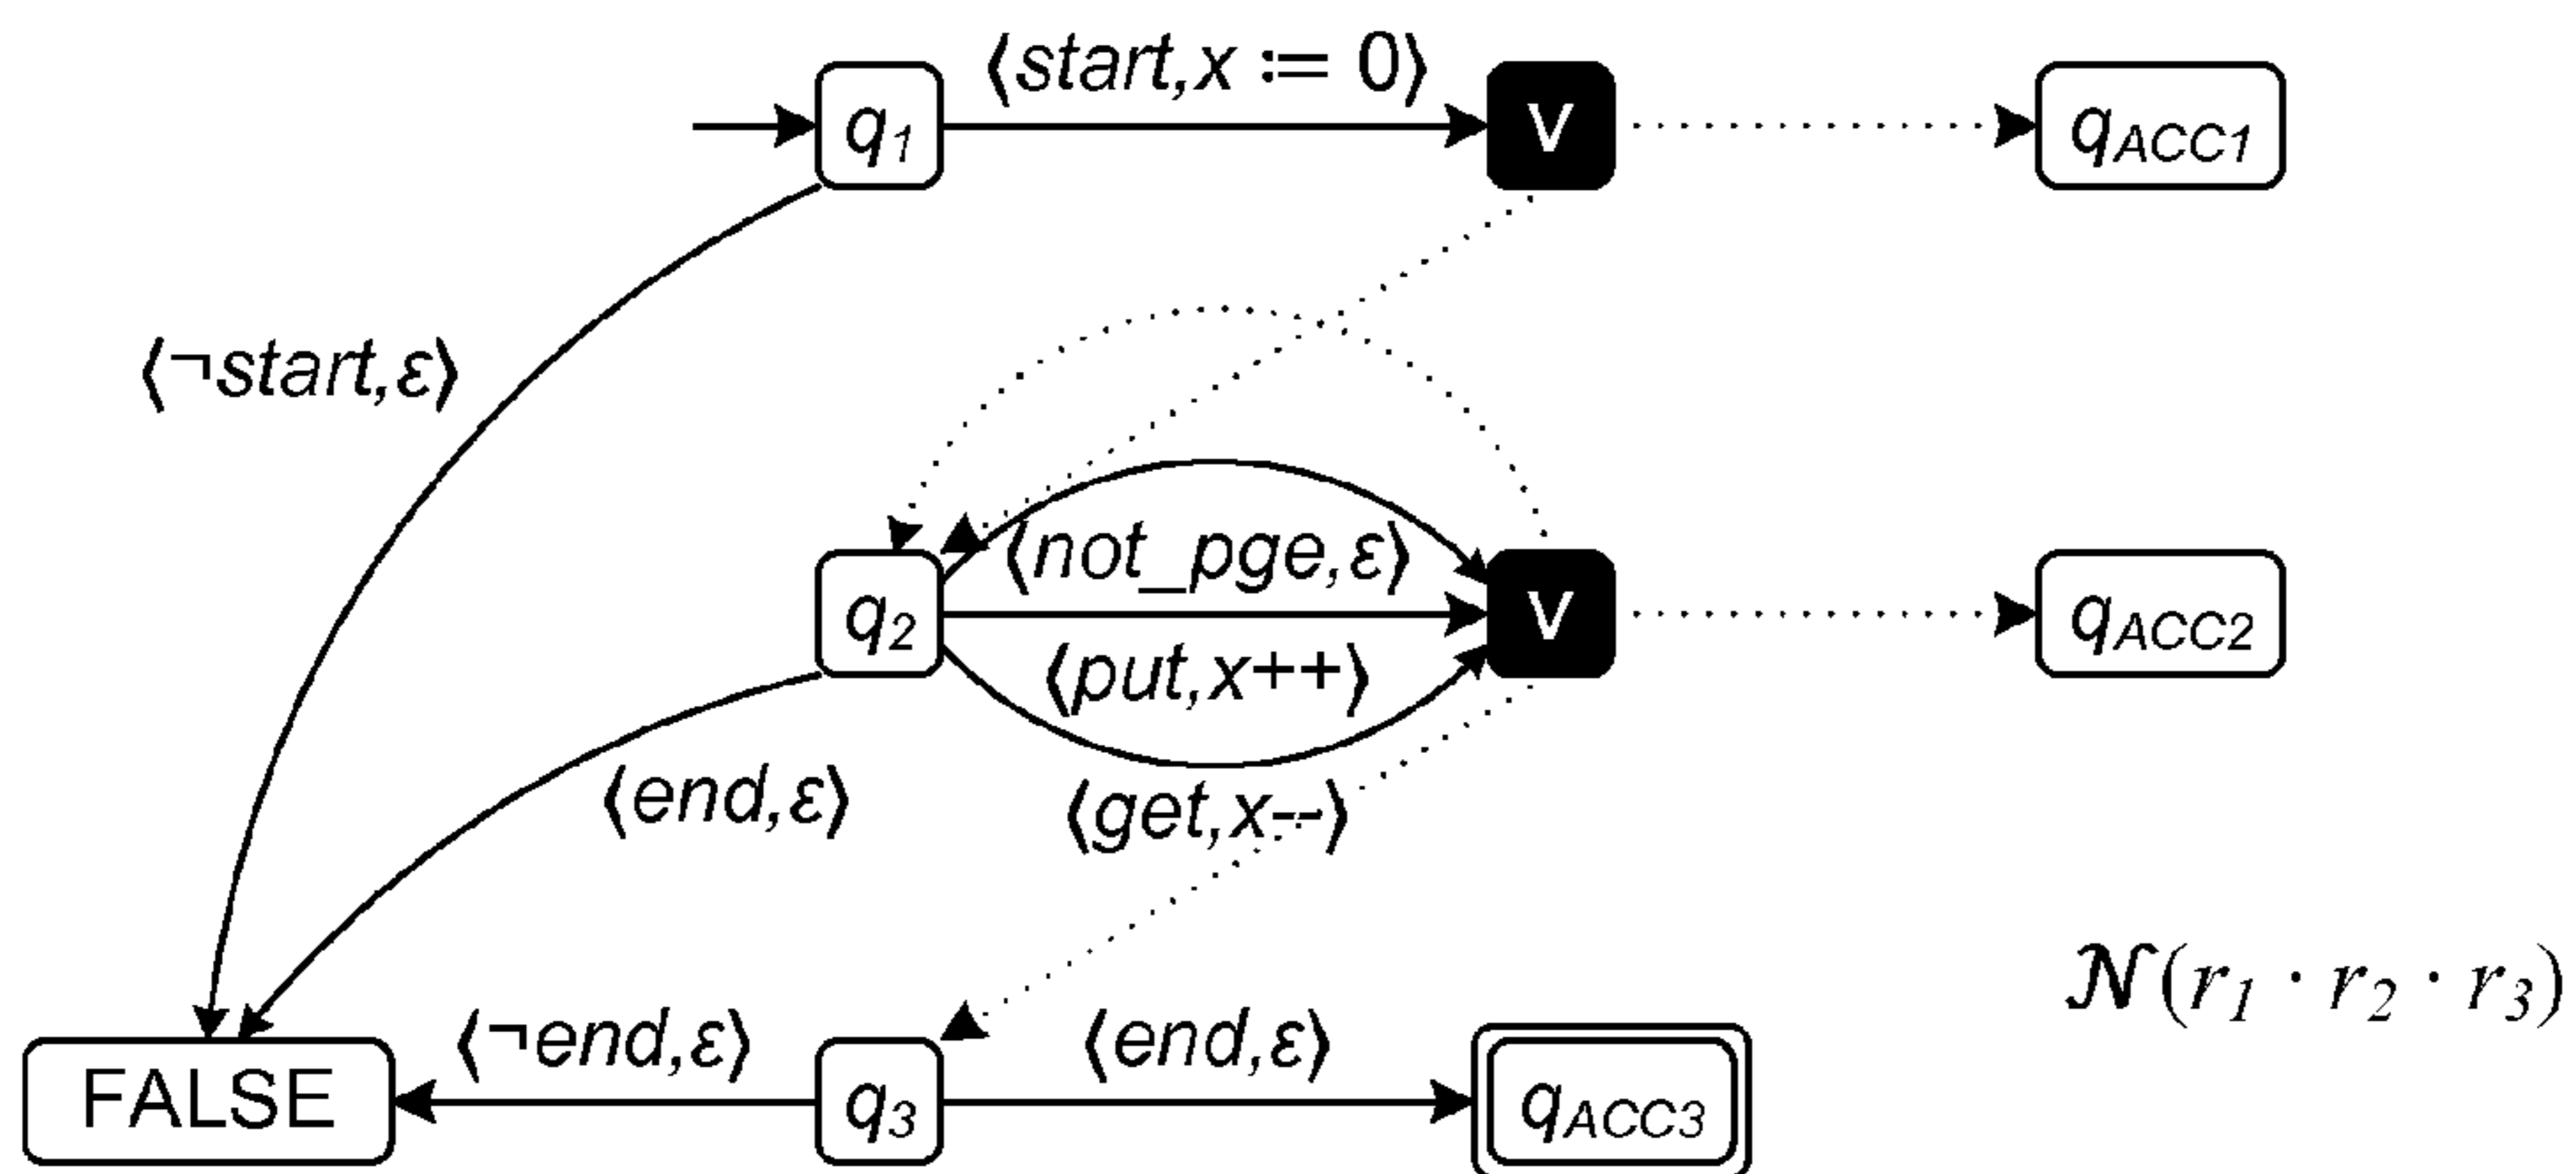 ⟨start,x := 0⟩
q1 v qACC1
⟨¬start,ε⟩
⟨not_pge,ε⟩
q2 v qACC2
⟨put,x++⟩
⟨end,ε⟩
⟨get,x--⟩
𝒩(r1 · r2 · r3)
⟨¬end,ε⟩ ⟨end,ε⟩
FALSE q3 qACC3